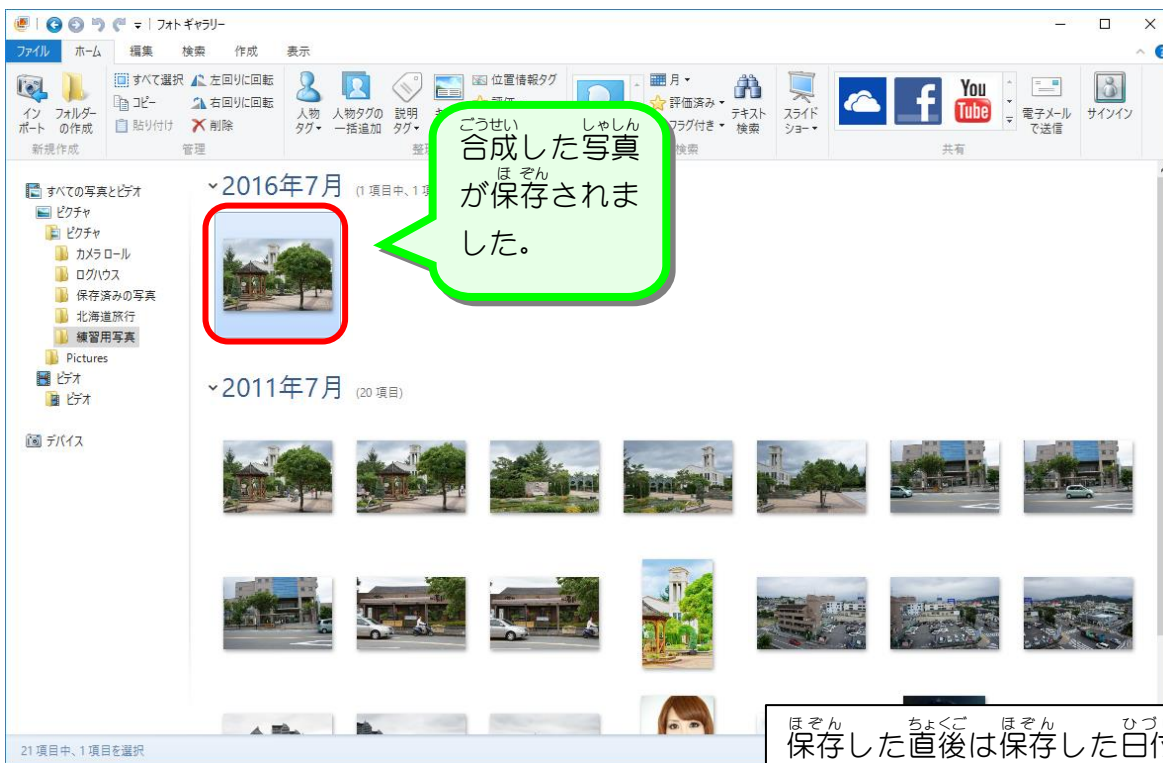 フォト ギャラリー
ファイル ホーム 編集 検索 作成 表示
すべて選択 左回りに回転 位置情報タグ 月
コピー 右回りに回転 評価済み
貼り付け 削除 フラグ付き
インポート フォルダーの作成 人物タグ 人物タグの一括追加 説明タグ テキスト検索 スライドショー You Tube 電子メールで送信 サインイン
新規作成 管理 検索 共有
ごうせい しゃしん
合成した写真
ほ ぞん
が保存されま
した。
すべての写真とビデオ
ピクチャ
ピクチャ
カメラ ロール
ログハウス
保存済みの写真
北海道旅行
練習用写真
Pictures
ビデオ
ビデオ
デバイス
2016年7月 (1 項目中、1
2011年7月 (20 項目)
ほぞん ちょくご ほぞん ひづ
保存した直後は保存した日付
21 項目中、1 項目を選択